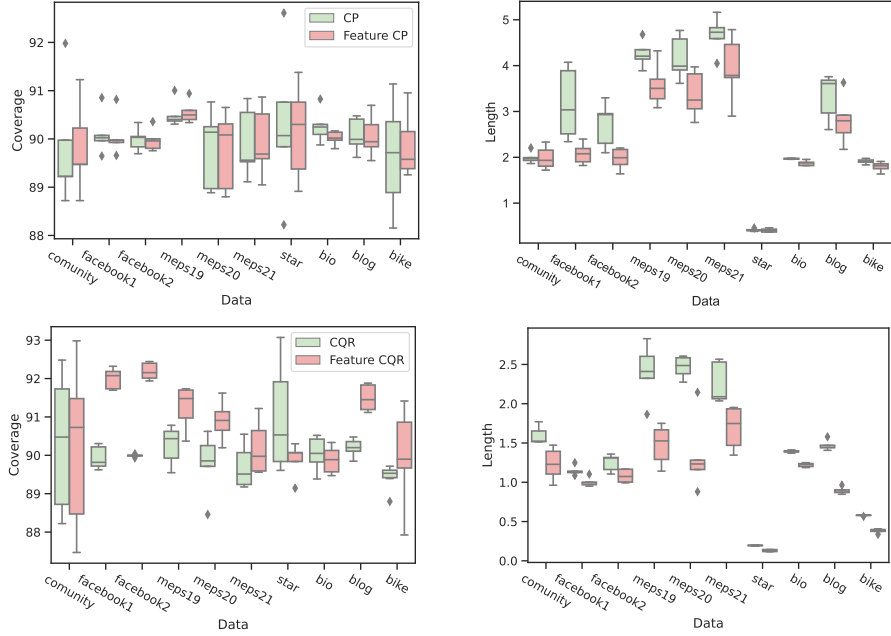 CP
Feature CP
92
91
90
89
88
Coverage
comunity
facebook1
facebook2
meps19
meps20
meps21
star
bio
blog
bike
Data
5
4
3
2
1
Length
comunity
facebook1
facebook2
meps19
meps20
meps21
star
bio
blog
bike
Data
CQR
Feature CQR
93
92
91
90
89
88
Coverage
comunity
facebook1
facebook2
meps19
meps20
meps21
star
bio
blog
bike
Data
2.5
2.0
1.5
1.0
0.5
0.0
Length
comunity
facebook1
facebook2
meps19
meps20
meps21
star
bio
blog
bike
Data